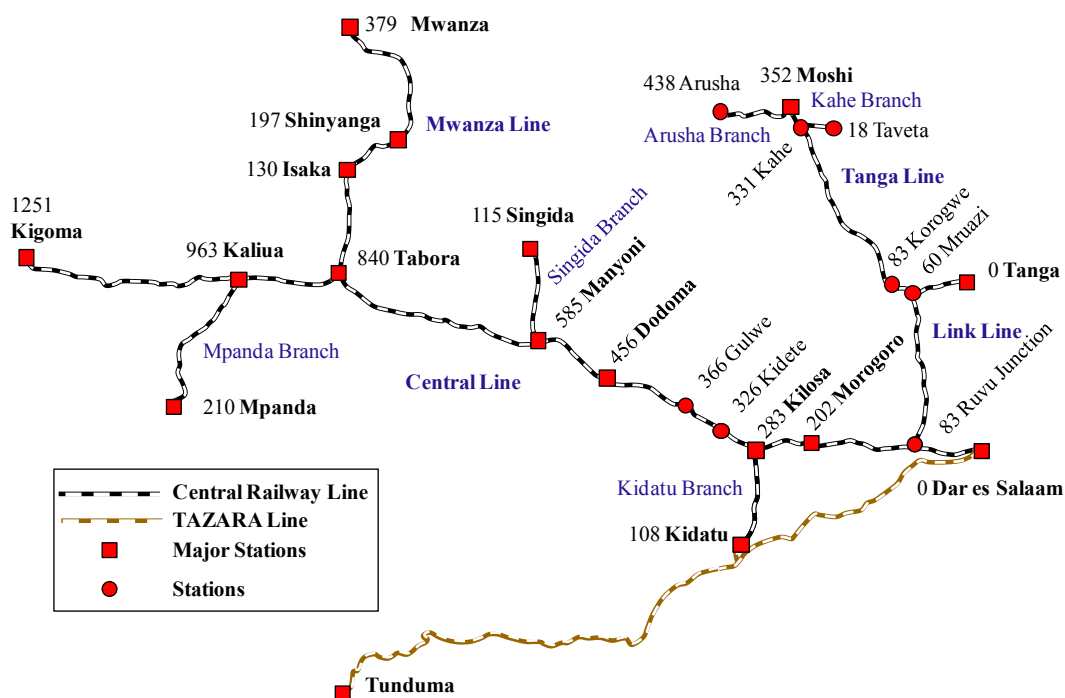 379 Mwanza
197 Shinyanga
Mwanza Line
130 Isaka
1251
Kigoma
963 Kaliua
840 Tabora
Mpanda Branch
210 Mpanda
115 Singida
Singida Branch
585 Manyoni
456 Dodoma
Central Line
366 Gulwe
326 Kidete
283 Kilosa
202 Morogoro
83 Ruvu Junction
438 Arusha
352 Moshi
Kahe Branch
Arusha Branch
18 Taveta
331 Kahe
Tanga Line
83 Korogwe
60 Mruazi
0 Tanga
Link Line
Kidatu Branch
0 Dar es Salaam
108 Kidatu
Tunduma
Central Railway Line
TAZARA Line
Major Stations
Stations